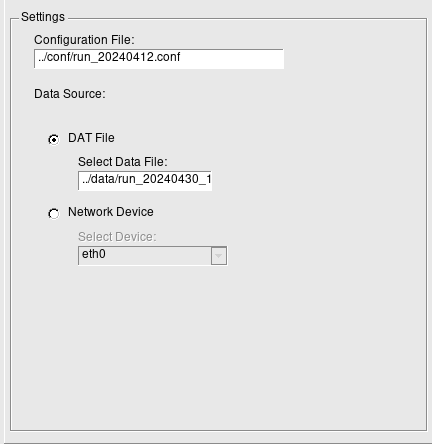 Settings
Configuration File:
../conf/run_20240412.conf
Data Source:
DAT File
Select Data File:
../data/run_20240430_1
Network Device
Select Device:
eth0